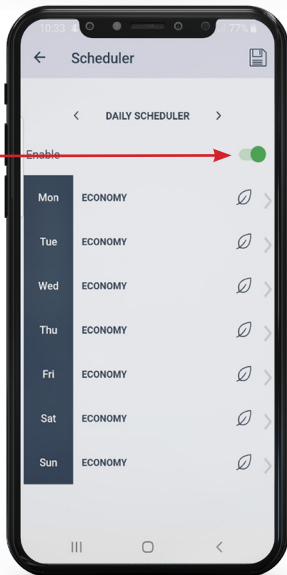 10:33 77%
Scheduler
DAILY SCHEDULER
Enable
Mon ECONOMY
Tue ECONOMY
Wed ECONOMY
Thu ECONOMY
Fri ECONOMY
Sat ECONOMY
Sun ECONOMY